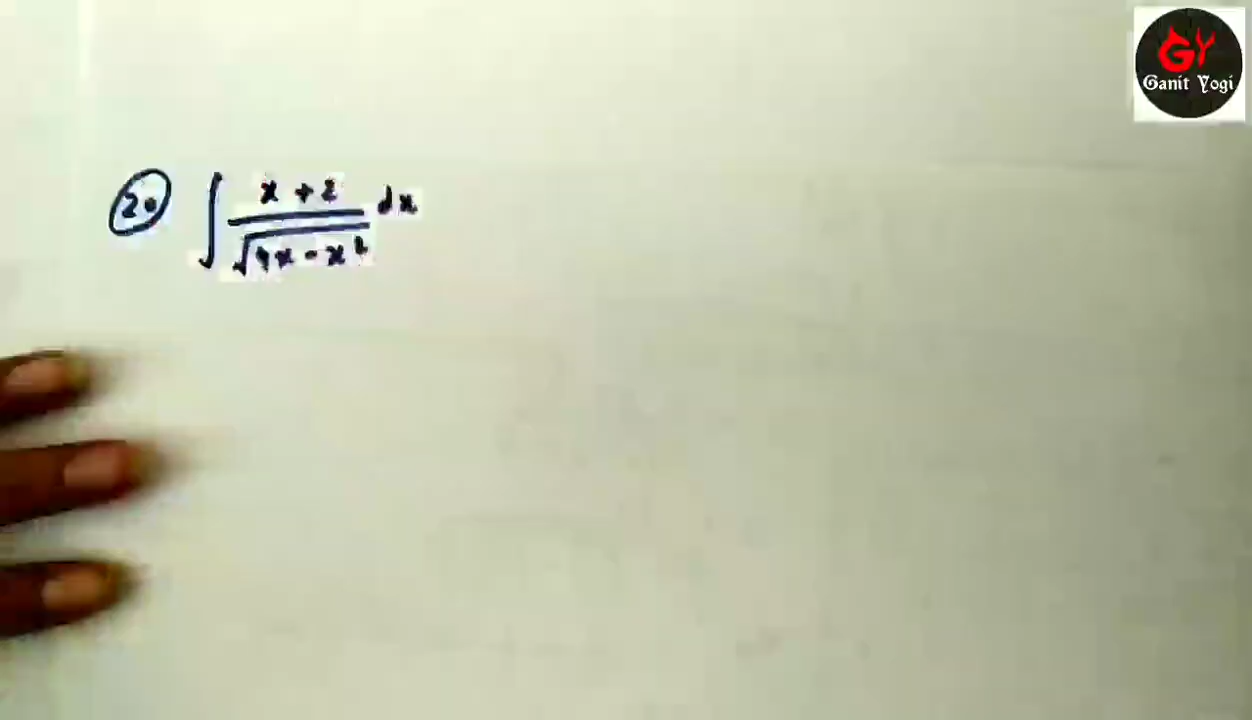 GY
Ganit Yogi
(20) ∫ (x + 2) / √(4x - x²) dx